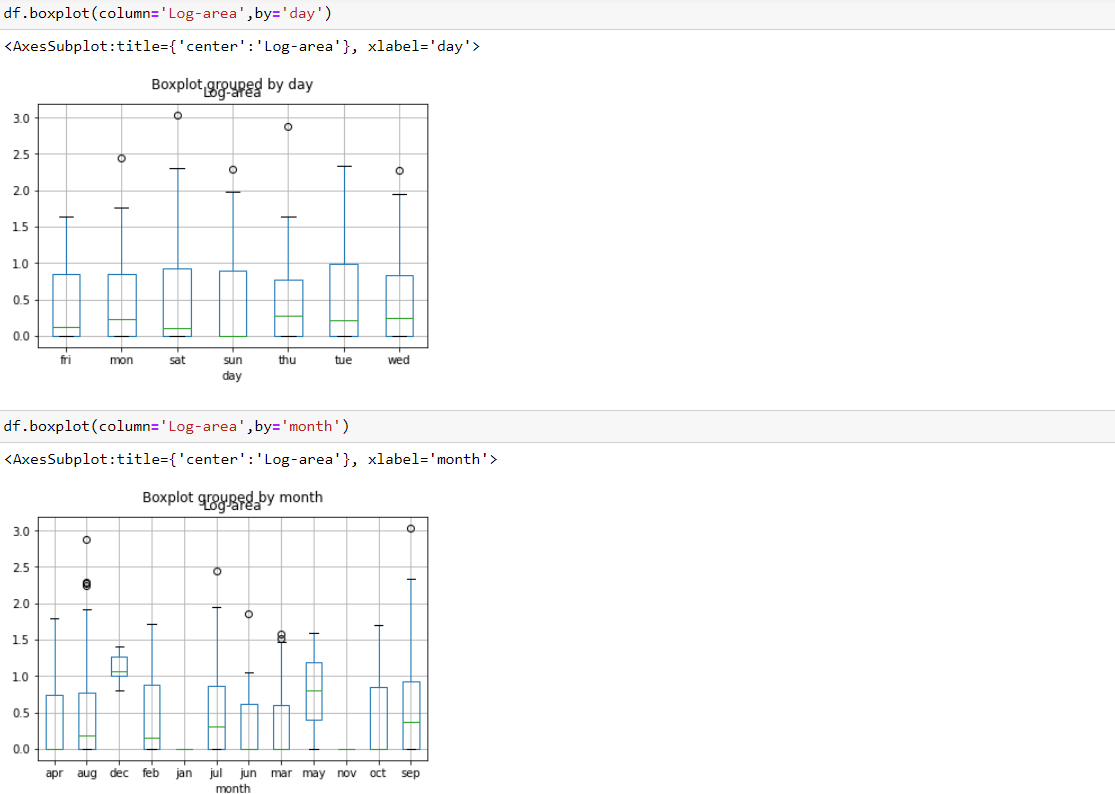 df.boxplot(column='Log-area',by='day')
<AxesSubplot:title={'center':'Log-area'}, xlabel='day'>
Boxplot grouped by day
Log-area
3.0
2.5
2.0
1.5
1.0
0.5
0.0
fri mon sat sun thu tue wed
day
df.boxplot(column='Log-area',by='month')
<AxesSubplot:title={'center':'Log-area'}, xlabel='month'>
Boxplot grouped by month
Log-area
3.0
2.5
2.0
1.5
1.0
0.5
0.0
apr aug dec feb jan jul jun mar may nov oct sep
month